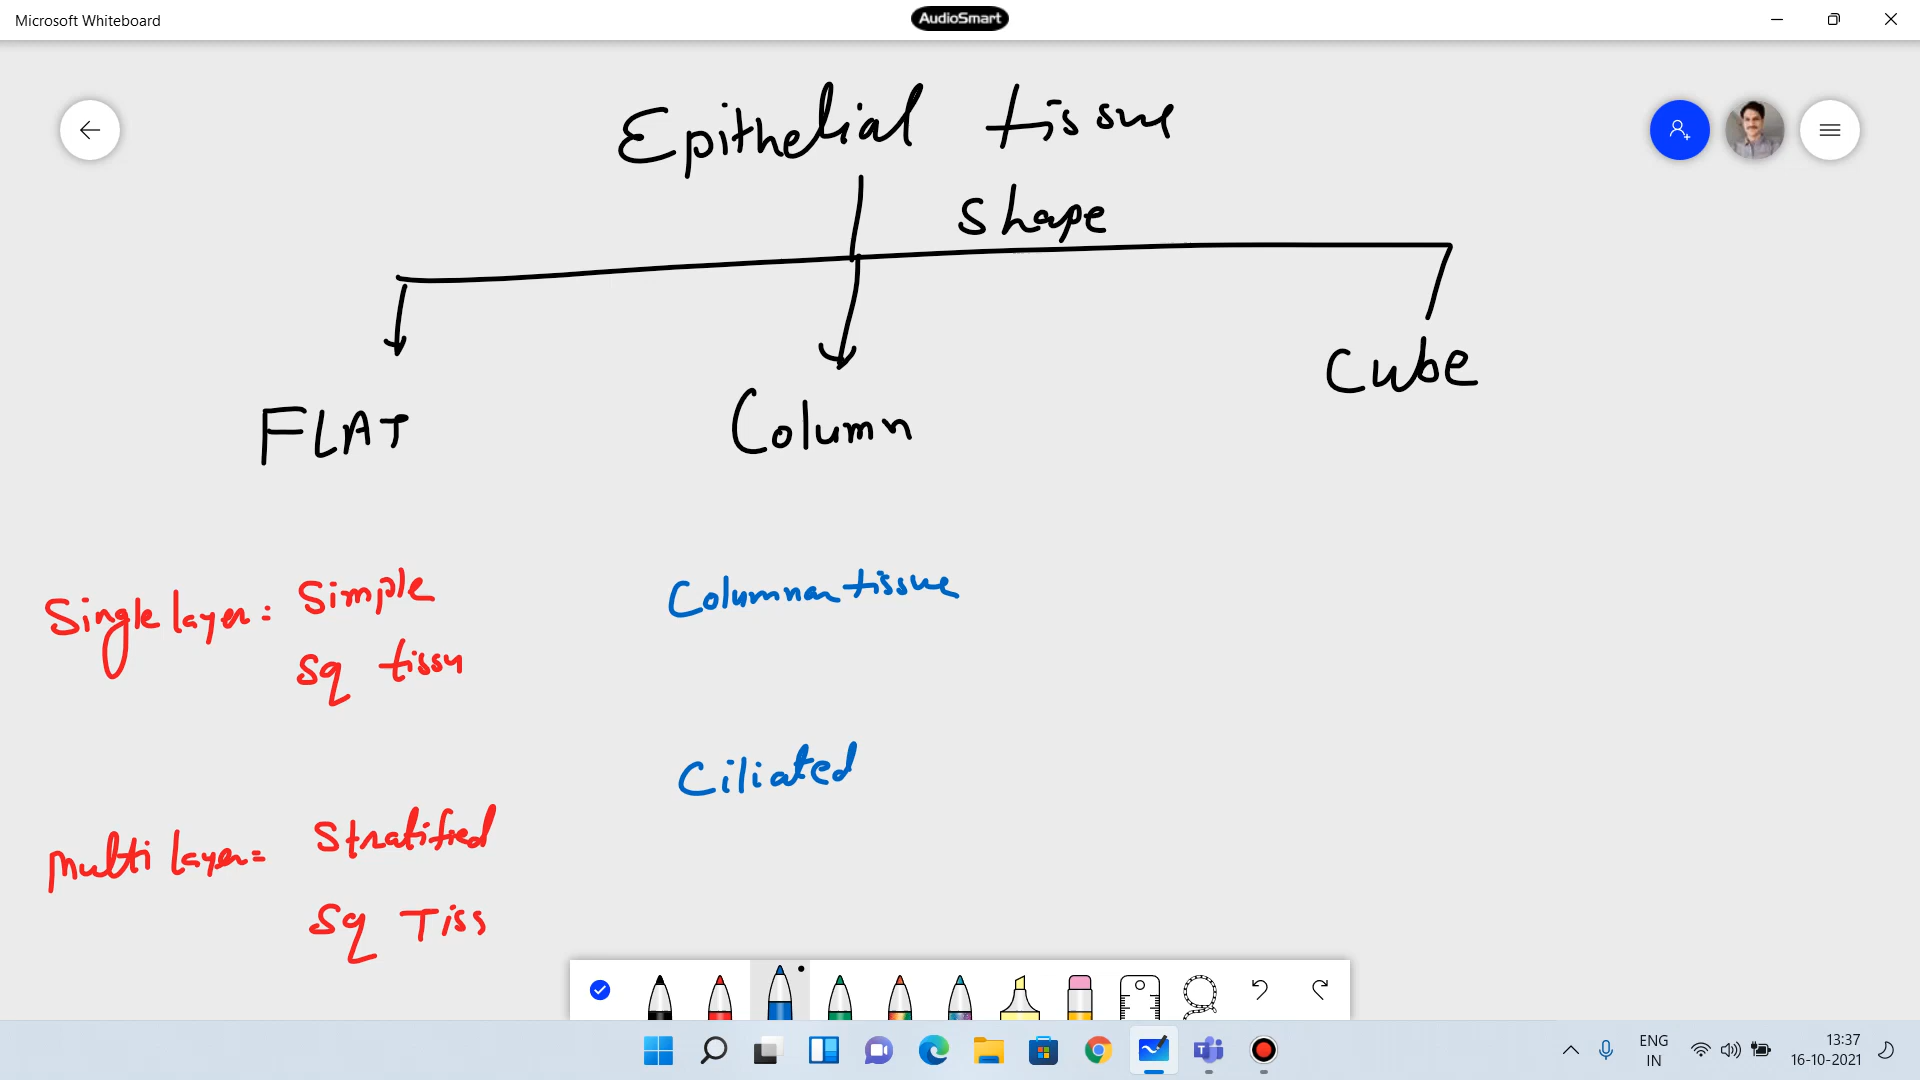 Microsoft Whiteboard
AudioSmart
Epithelial tissue
Shape
FLAT
Column
Cube
Single layer = Simple
Sq tissu
Columnar tissue
Ciliated
Multi layer = Stratified
Sq Tiss
ENG
IN
13:37
16-10-2021